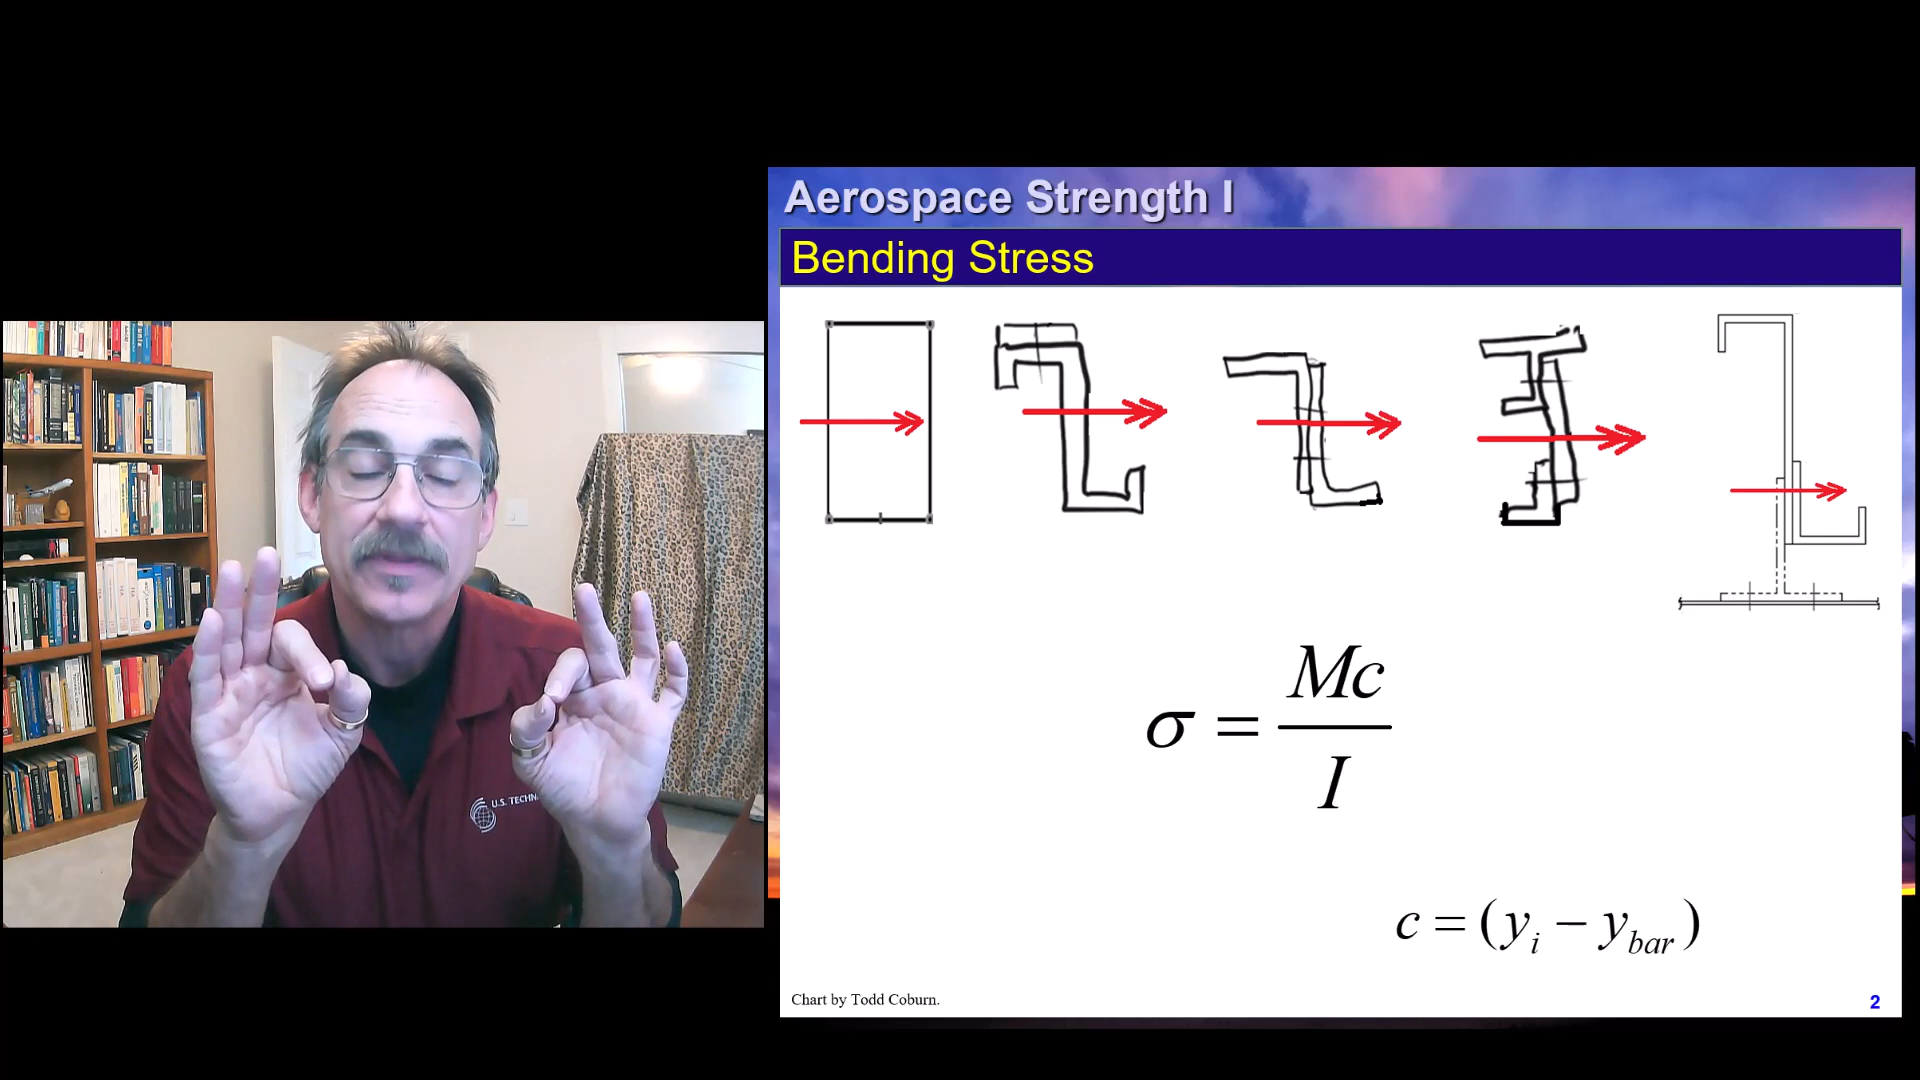 Aerospace Strength I
Bending Stress
σ = Mc / I
c = (y_i − y_bar)
Chart by Todd Coburn.
2
U.S. TECHN